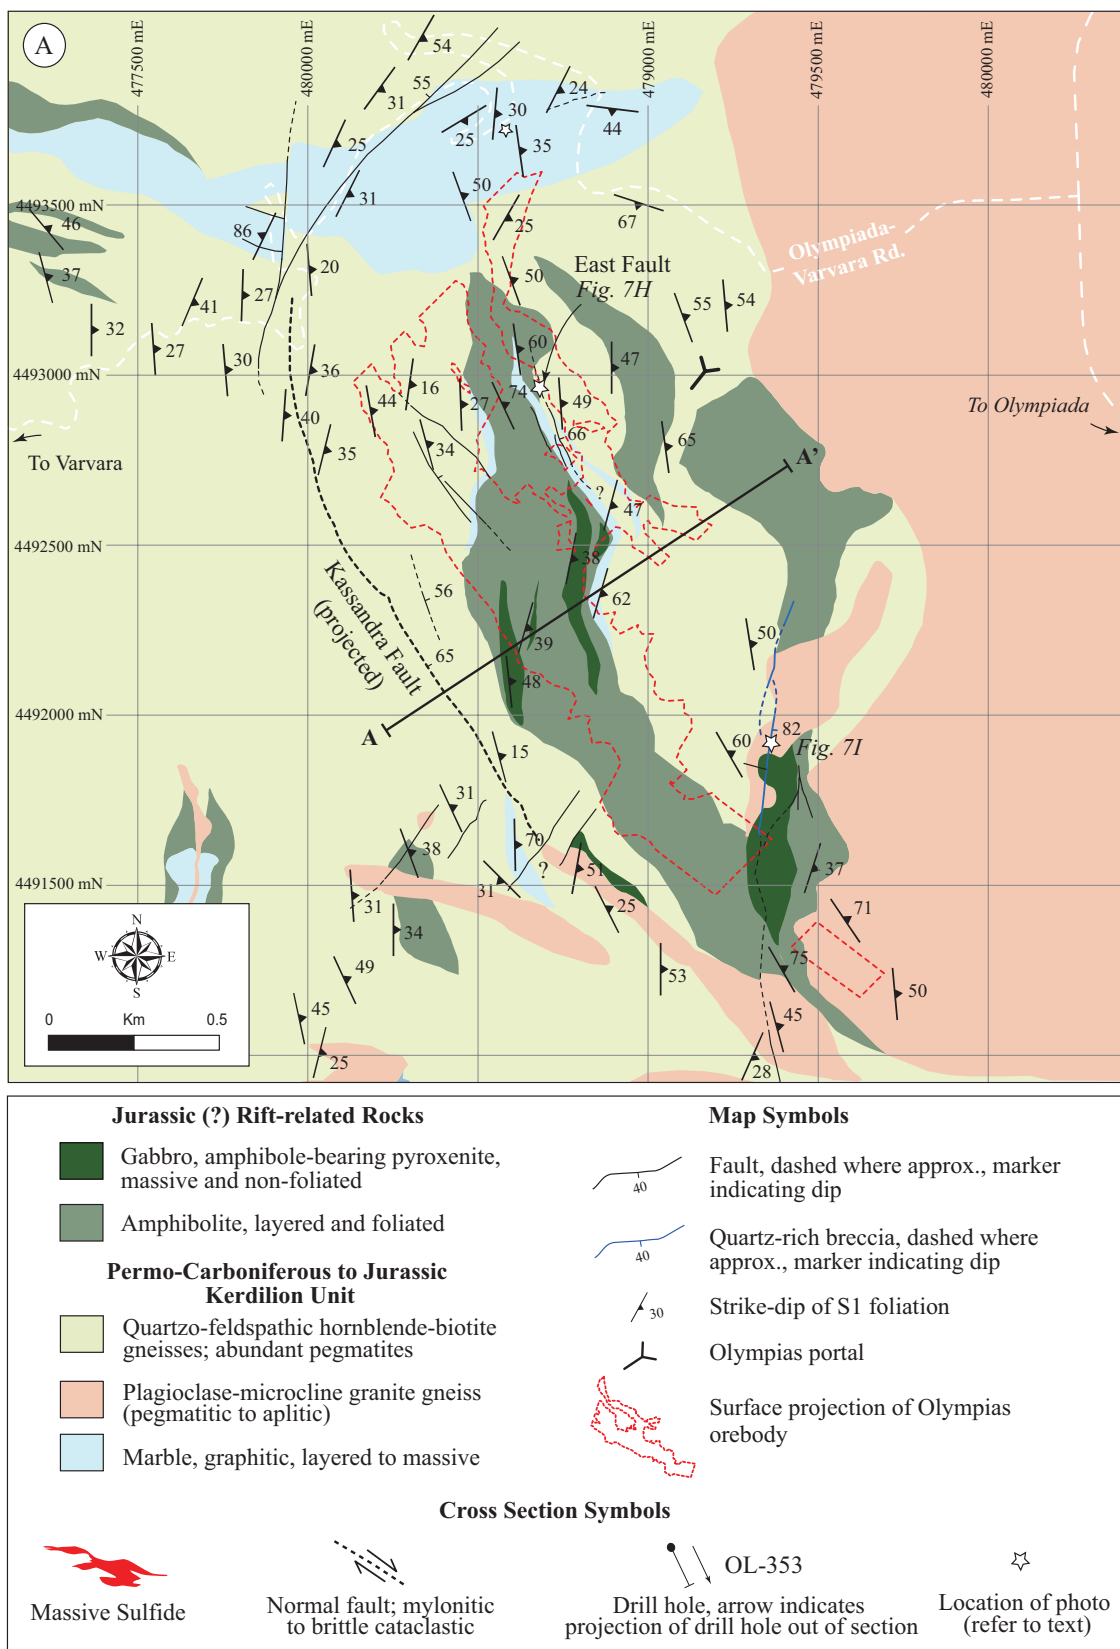 A
477500 mE
480000 mE
479000 mE
479500 mE
480000 mE
54
55
31
24
30
25
44
25
35
31
50
4493500 mN
46
86
25
67
Olympiada-
Varvara Rd.
37
20
50
East Fault
Fig. 7H
41
27
55
54
32
27
30
36
60
47
4493000 mN
16
74
44
27
49
40
66
65
To Olympiada
35
34
To Varvara
A’
?
47
4492500 mN
38
Kassandra Fault
(projected)
56
62
39
50
65
48
4492000 mN
A
82
15
60
Fig. 7I
31
38
70
?
51
37
4491500 mN
31
31
25
71
34
75
49
53
50
45
45
25
28
N
W
E
S
0
Km
0.5
Jurassic (?) Rift-related Rocks
Gabbro, amphibole-bearing pyroxenite,
massive and non-foliated
Amphibolite, layered and foliated
Permo-Carboniferous to Jurassic
Kerdilion Unit
Quartzo-feldspathic hornblende-biotite
gneisses; abundant pegmatites
Plagioclase-microcline granite gneiss
(pegmatitic to aplitic)
Marble, graphitic, layered to massive
Map Symbols
40
Fault, dashed where approx., marker
indicating dip
40
Quartz-rich breccia, dashed where
approx., marker indicating dip
30
Strike-dip of S1 foliation
Olympias portal
Surface projection of Olympias
orebody
Cross Section Symbols
Massive Sulfide
Normal fault; mylonitic
to brittle cataclastic
OL-353
Drill hole, arrow indicates
projection of drill hole out of section
Location of photo
(refer to text)